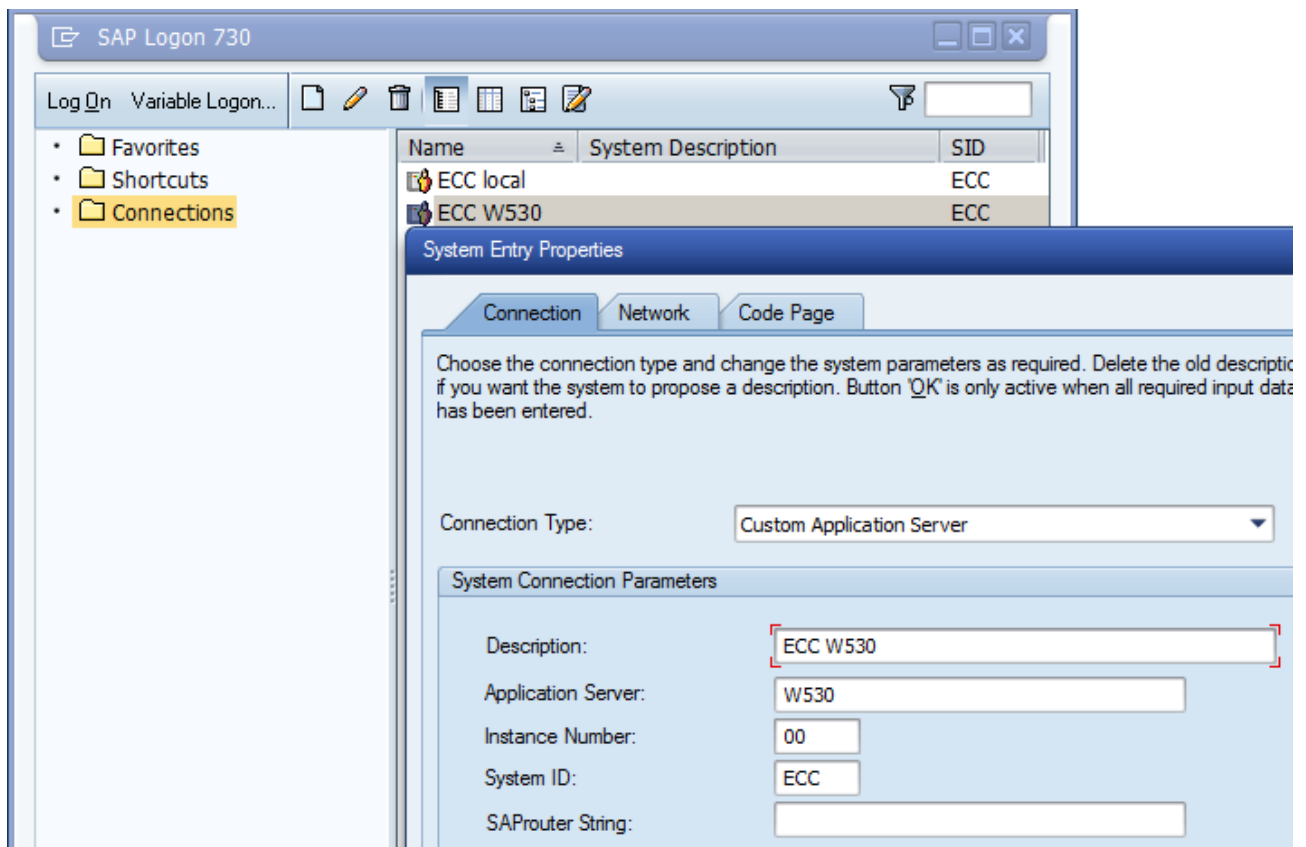 SAP Logon 730
Log On Variable Logon...
Favorites
Shortcuts
Connections
Name System Description SID
ECC local ECC
ECC W530 ECC
System Entry Properties
Connection Network Code Page
Choose the connection type and change the system parameters as required. Delete the old descriptio
if you want the system to propose a description. Button 'OK' is only active when all required input data
has been entered.
Connection Type: Custom Application Server
System Connection Parameters
Description: ECC W530
Application Server: W530
Instance Number: 00
System ID: ECC
SAProuter String: